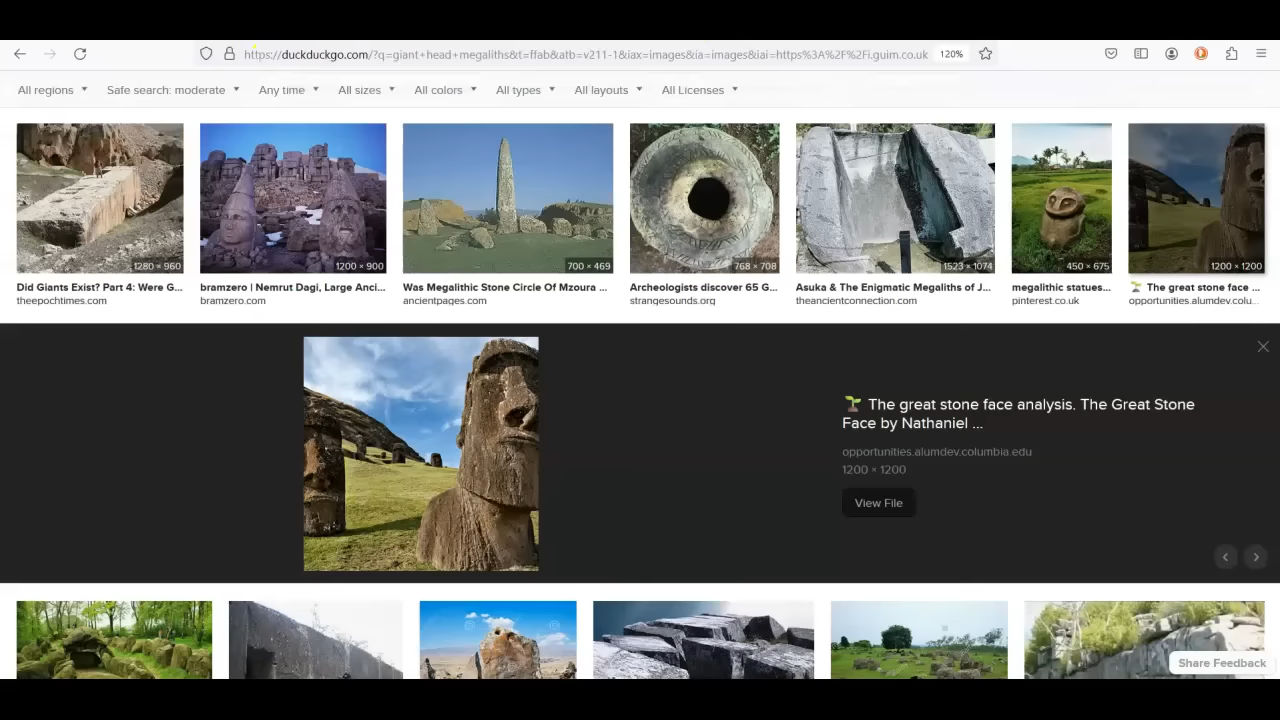 https://duckduckgo.com/?q=giant+head+megaliths&t=ffab&atb=v211-1&iax=images&ia=images&iai=https%3A%2F%2Fi.guim.co.uk
120%
All regions
Safe search: moderate
Any time
All sizes
All colors
All types
All layouts
All Licenses
1280 × 960
1200 × 900
700 × 469
768 × 708
1523 × 1074
450 × 675
1200 × 1200
Did Giants Exist? Part 4: Were G...
theepochtimes.com
bramzero | Nemrut Dagi, Large Anci...
bramzero.com
Was Megalithic Stone Circle Of Mzoura ...
ancientpages.com
Archeologists discover 65 G...
strangesounds.org
Asuka & The Enigmatic Megaliths of J...
theancientconnection.com
megalithic statues...
pinterest.co.uk
🌱 The great stone face ...
opportunities.alumdev.colu...
🌱 The great stone face analysis. The Great Stone
Face by Nathaniel ...
opportunities.alumdev.columbia.edu
1200 × 1200
View File
Share Feedback